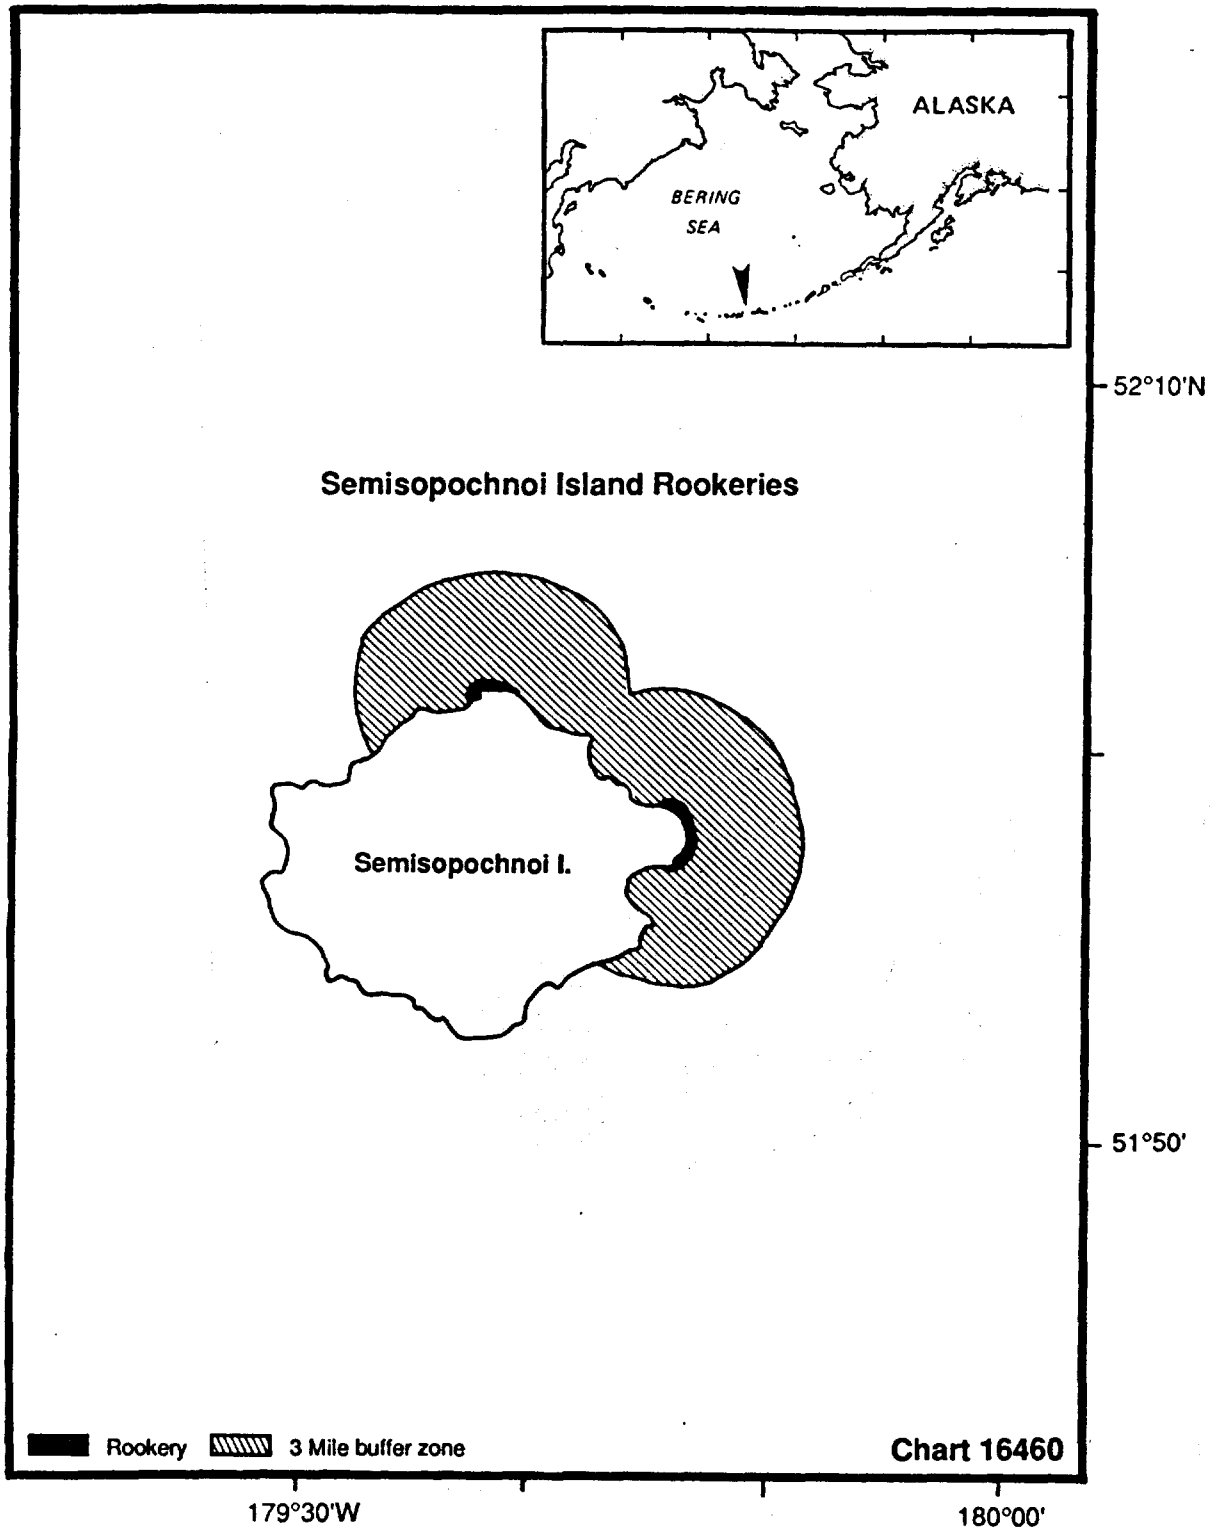 ALASKA
BERING
SEA
52°10'N
Semisopochnoi Island Rookeries
Semisopochnoi I.
51°50'
Rookery
3 Mile buffer zone
Chart 16460
179°30'W
180°00'